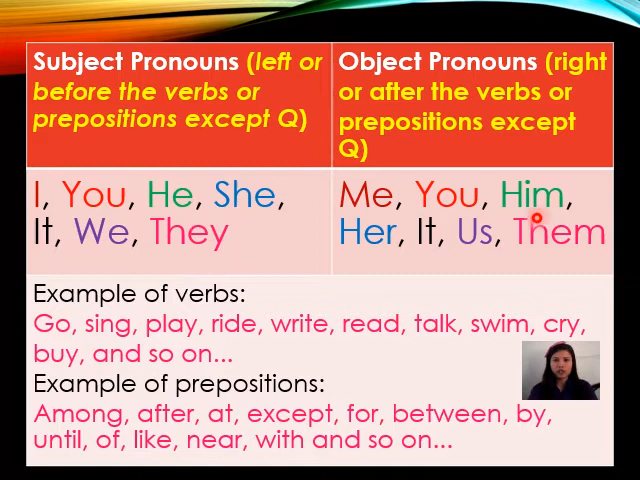 Subject Pronouns (left or
before the verbs or
prepositions except Q)
Object Pronouns (right
or after the verbs or
prepositions except
Q)
I, You, He, She,
It, We, They
Me, You, Him,
Her, It, Us, Them
Example of verbs:
Go, sing, play, ride, write, read, talk, swim, cry,
buy, and so on...
Example of prepositions:
Among, after, at, except, for, between, by,
until, of, like, near, with and so on...